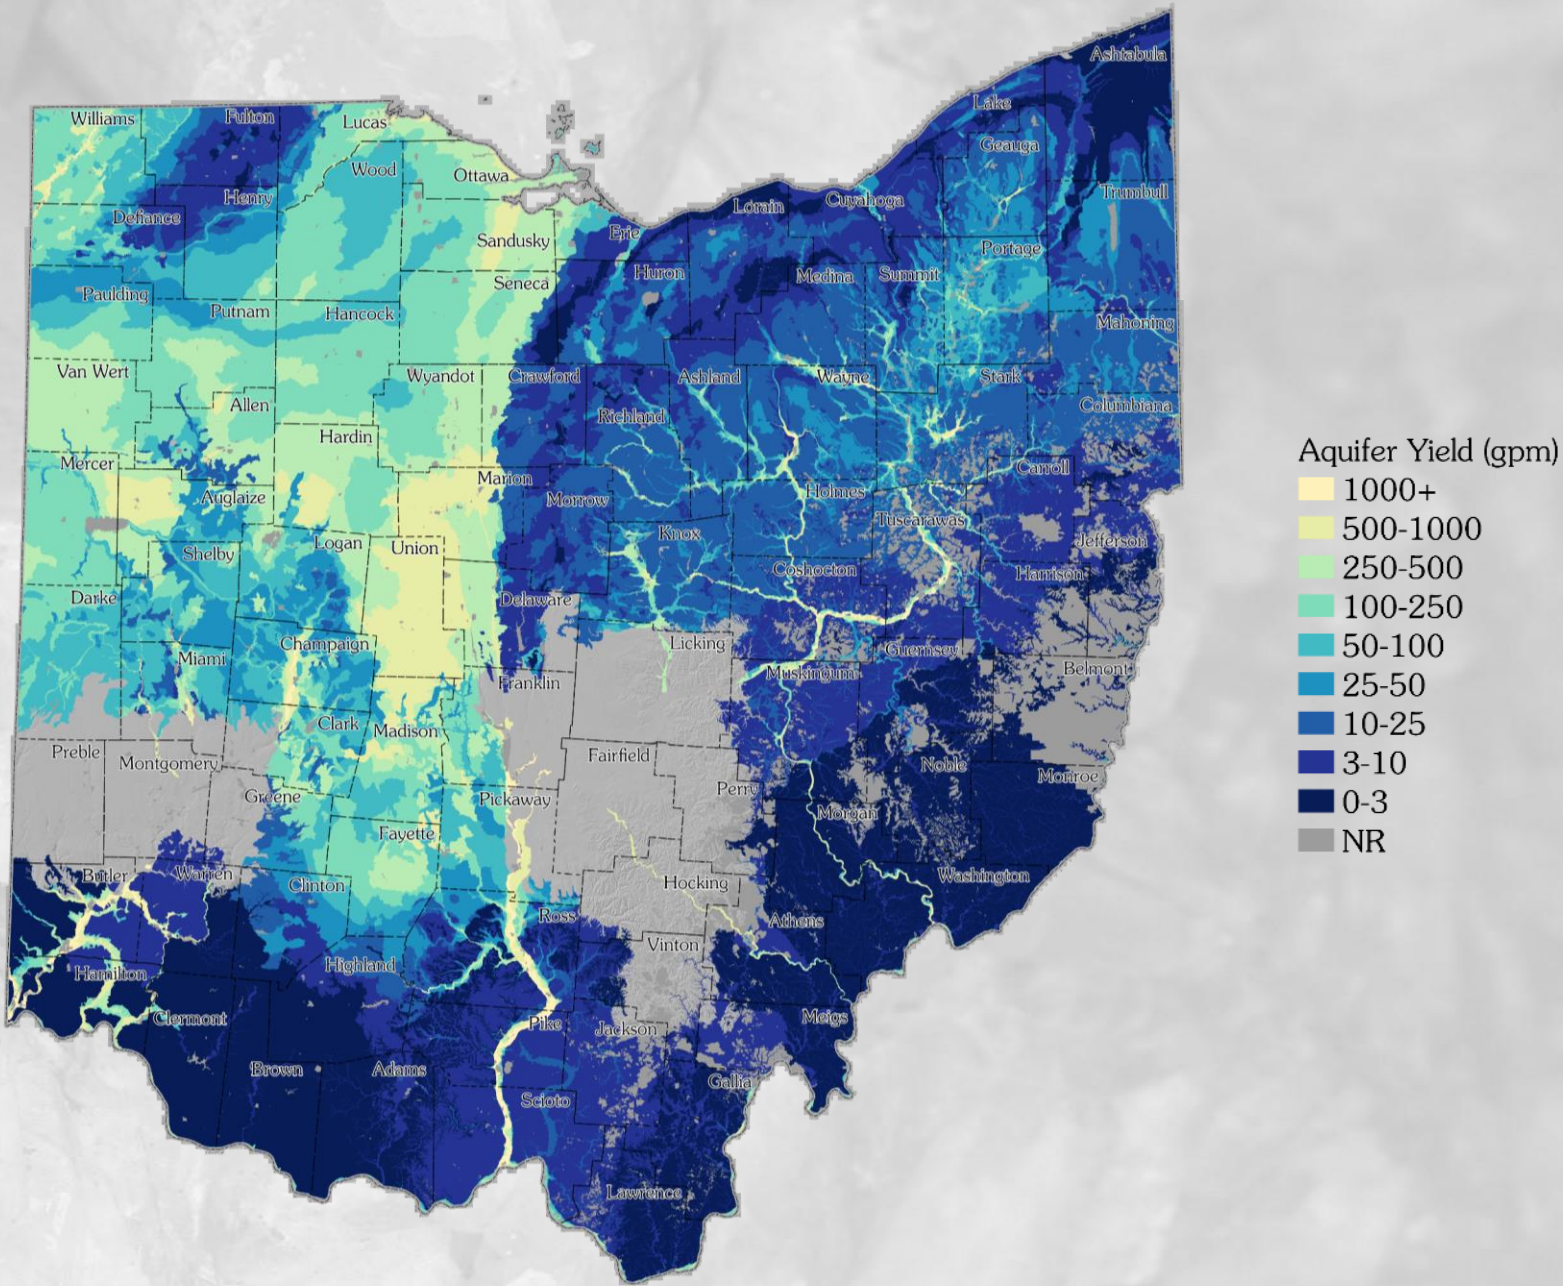 Ashtabula
Lake
Williams
Fulton
Lucas
Geauga
Wood
Ottawa
Trumbull
Henry
Cuyahoga
Lorain
Defiance
Erie
Sandusky
Portage
Huron
Medina
Summit
Seneca
Paulding
Putnam
Hancock
Mahoning
Van Wert
Wyandot
Crawford
Ashland
Wayne
Stark
Allen
Richland
Columbiana
Hardin
Mercer
Carroll
Marion
Auglaize
Morrow
Holmes
Tuscarawas
Knox
Jefferson
Logan
Union
Shelby
Coshocton
Harrison
Darke
Delaware
Champaign
Licking
Guernsey
Miami
Belmont
Muskingum
Franklin
Clark
Madison
Preble
Montgomery
Fairfield
Noble
Monroe
Perry
Greene
Pickaway
Morgan
Fayette
Butler
Warren
Washington
Clinton
Hocking
Ross
Athens
Vinton
Highland
Hamilton
Clermont
Meigs
Pike
Jackson
Brown
Adams
Gallia
Scioto
Lawrence
Aquifer Yield (gpm)
1000+
500-1000
250-500
100-250
50-100
25-50
10-25
3-10
0-3
NR